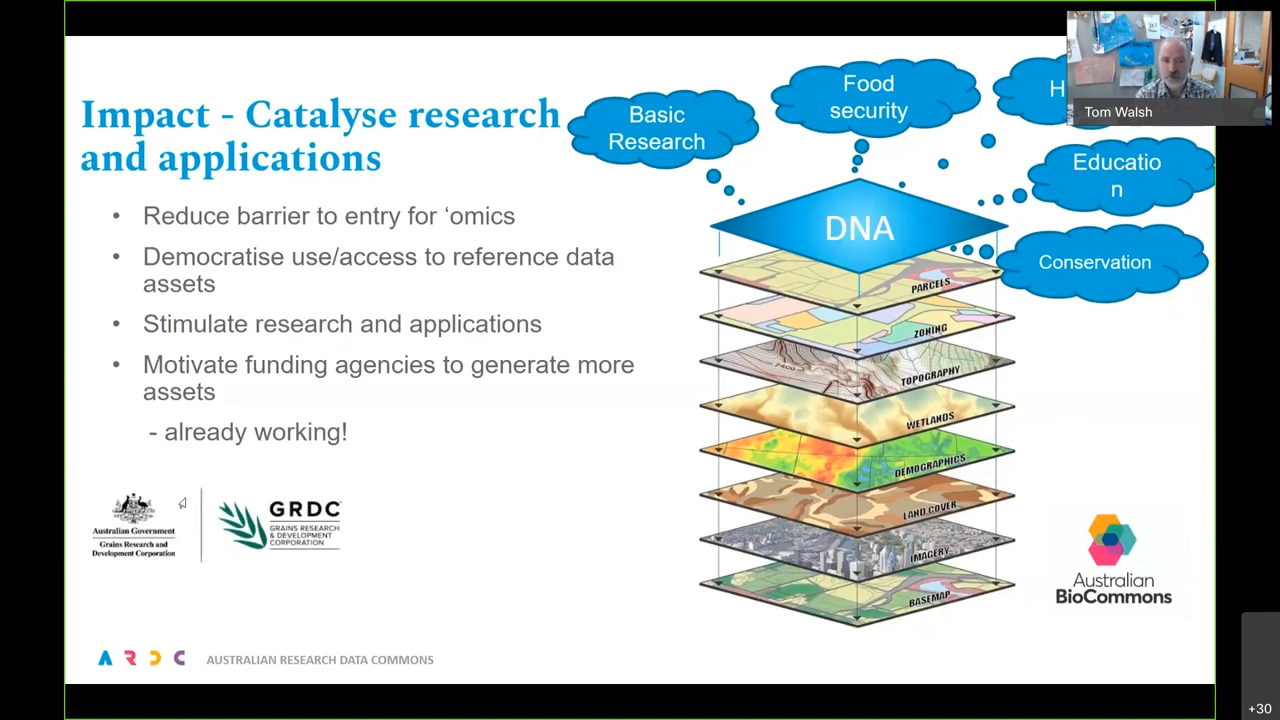 Impact - Catalyse research
and applications
• Reduce barrier to entry for ‘omics
• Democratise use/access to reference data
assets
• Stimulate research and applications
• Motivate funding agencies to generate more
assets
- already working!
Basic
Research
Food
security
H
Educatio
n
Conservation
Tom Walsh
DNA
PARCELS
ZONING
7400
TOPOGRAPHY
WETLANDS
DEMOGRAPHICS
LAND COVER
IMAGERY
BASEMAP
Australian Government
Grains Research and
Development Corporation
GRDC
GRAINS RESEARCH
& DEVELOPMENT
CORPORATION
Australian
BioCommons
ARDC AUSTRALIAN RESEARCH DATA COMMONS
+30